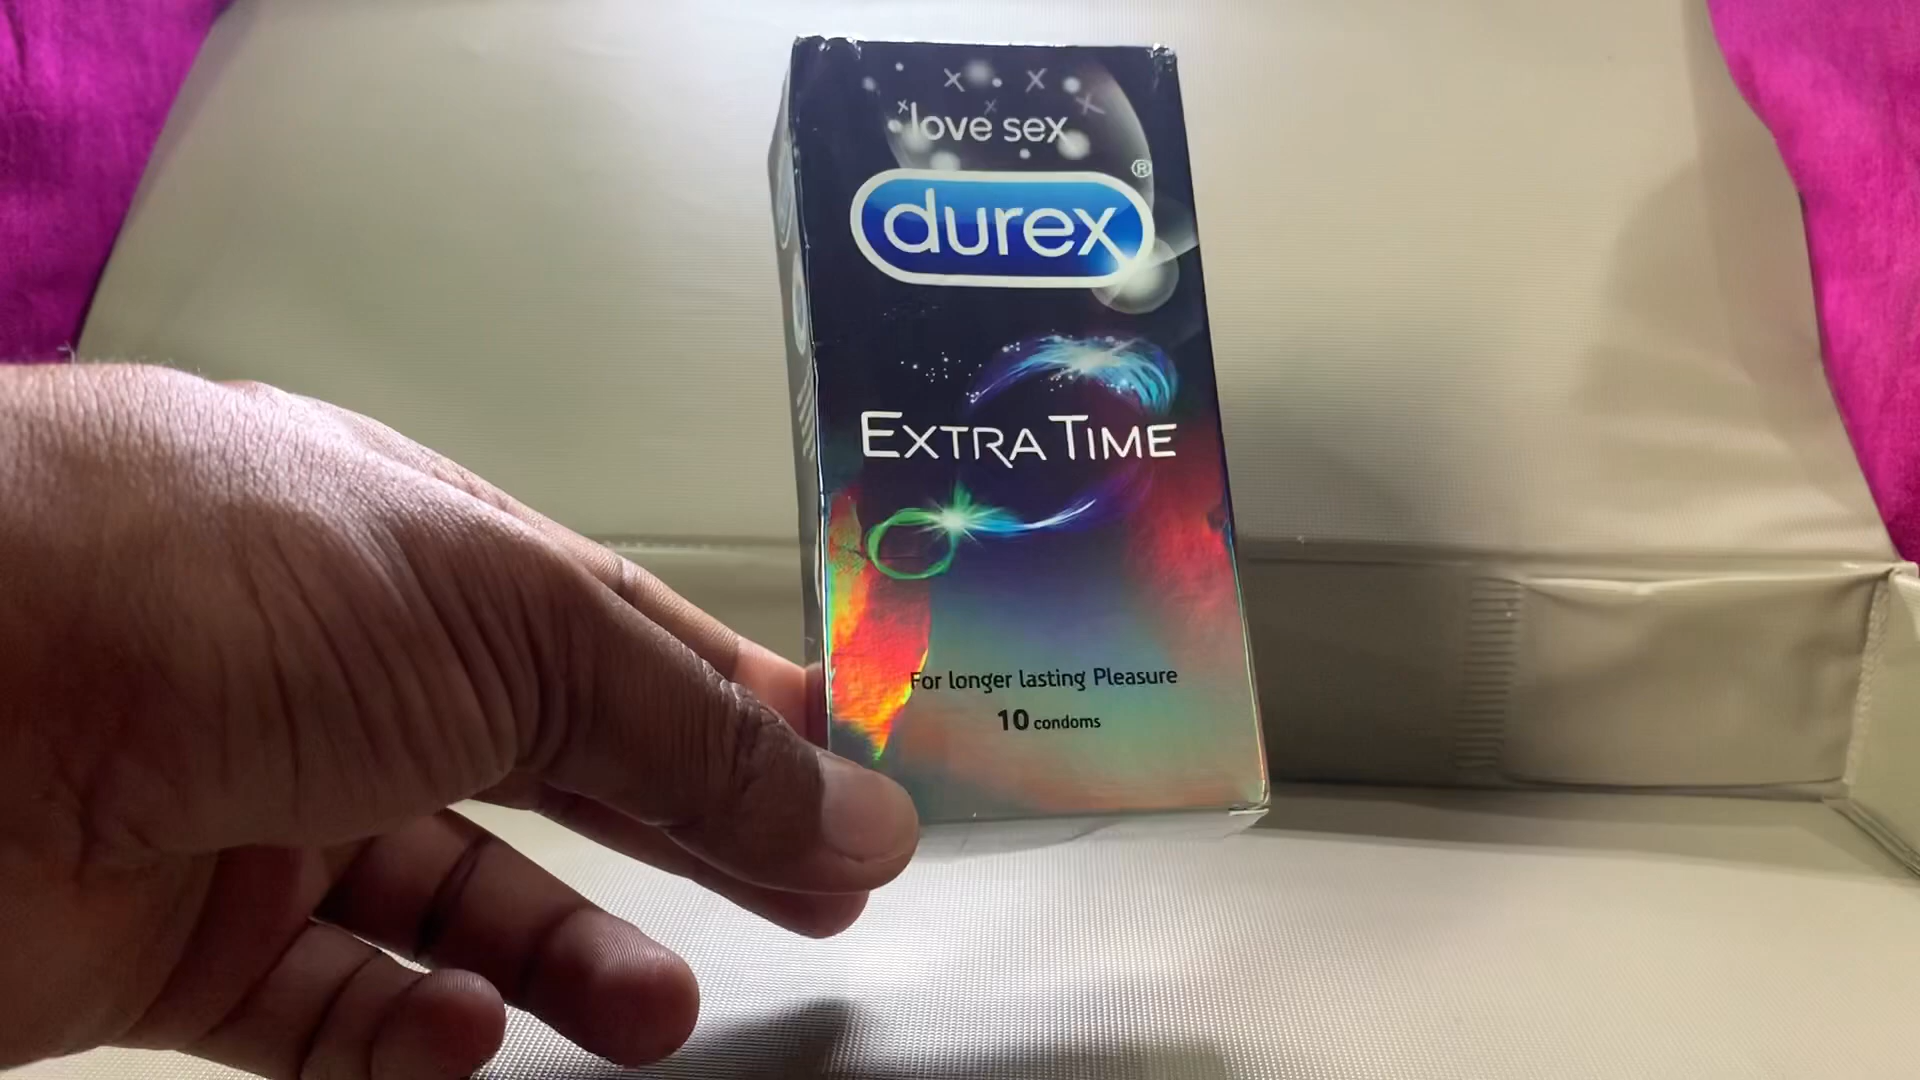 love sex
durex®
EXTRA TIME
For longer lasting Pleasure
10 condoms